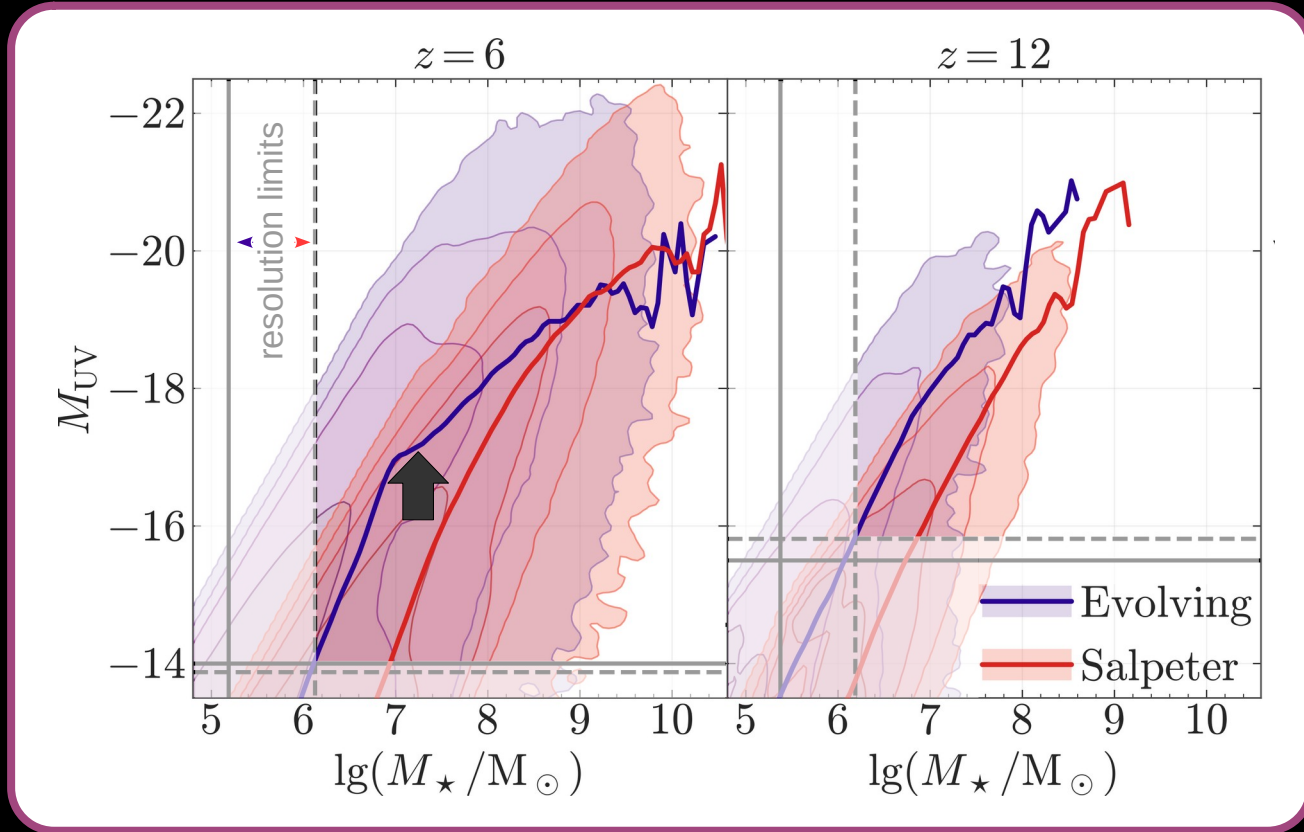 z = 6
z = 12
−22
−20
−18
−16
−14
M_UV
resolution limits
Evolving
Salpeter
5 6 7 8 9 10
5 6 7 8 9 10
lg(M⋆/M⊙)
lg(M⋆/M⊙)